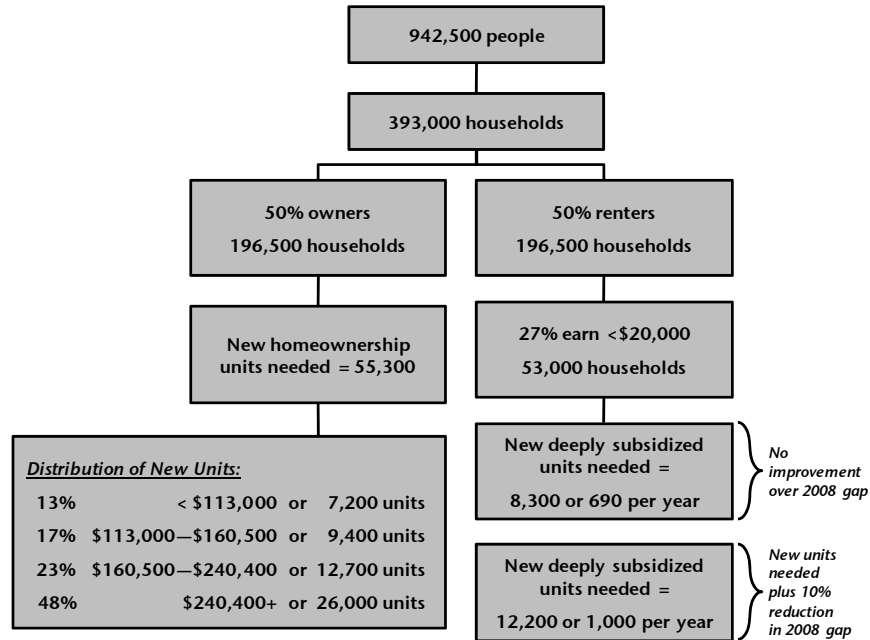 942,500 people
393,000 households
50% owners
196,500 households
50% renters
196,500 households
New homeownership
units needed = 55,300
27% earn <$20,000
53,000 households
Distribution of New Units:
13% < $113,000 or 7,200 units
17% $113,000—$160,500 or 9,400 units
23% $160,500—$240,400 or 12,700 units
48% $240,400+ or 26,000 units
New deeply subsidized
units needed =
8,300 or 690 per year
No
improvement
over 2008 gap
New deeply subsidized
units needed =
12,200 or 1,000 per year
New units
needed
plus 10%
reduction
in 2008 gap